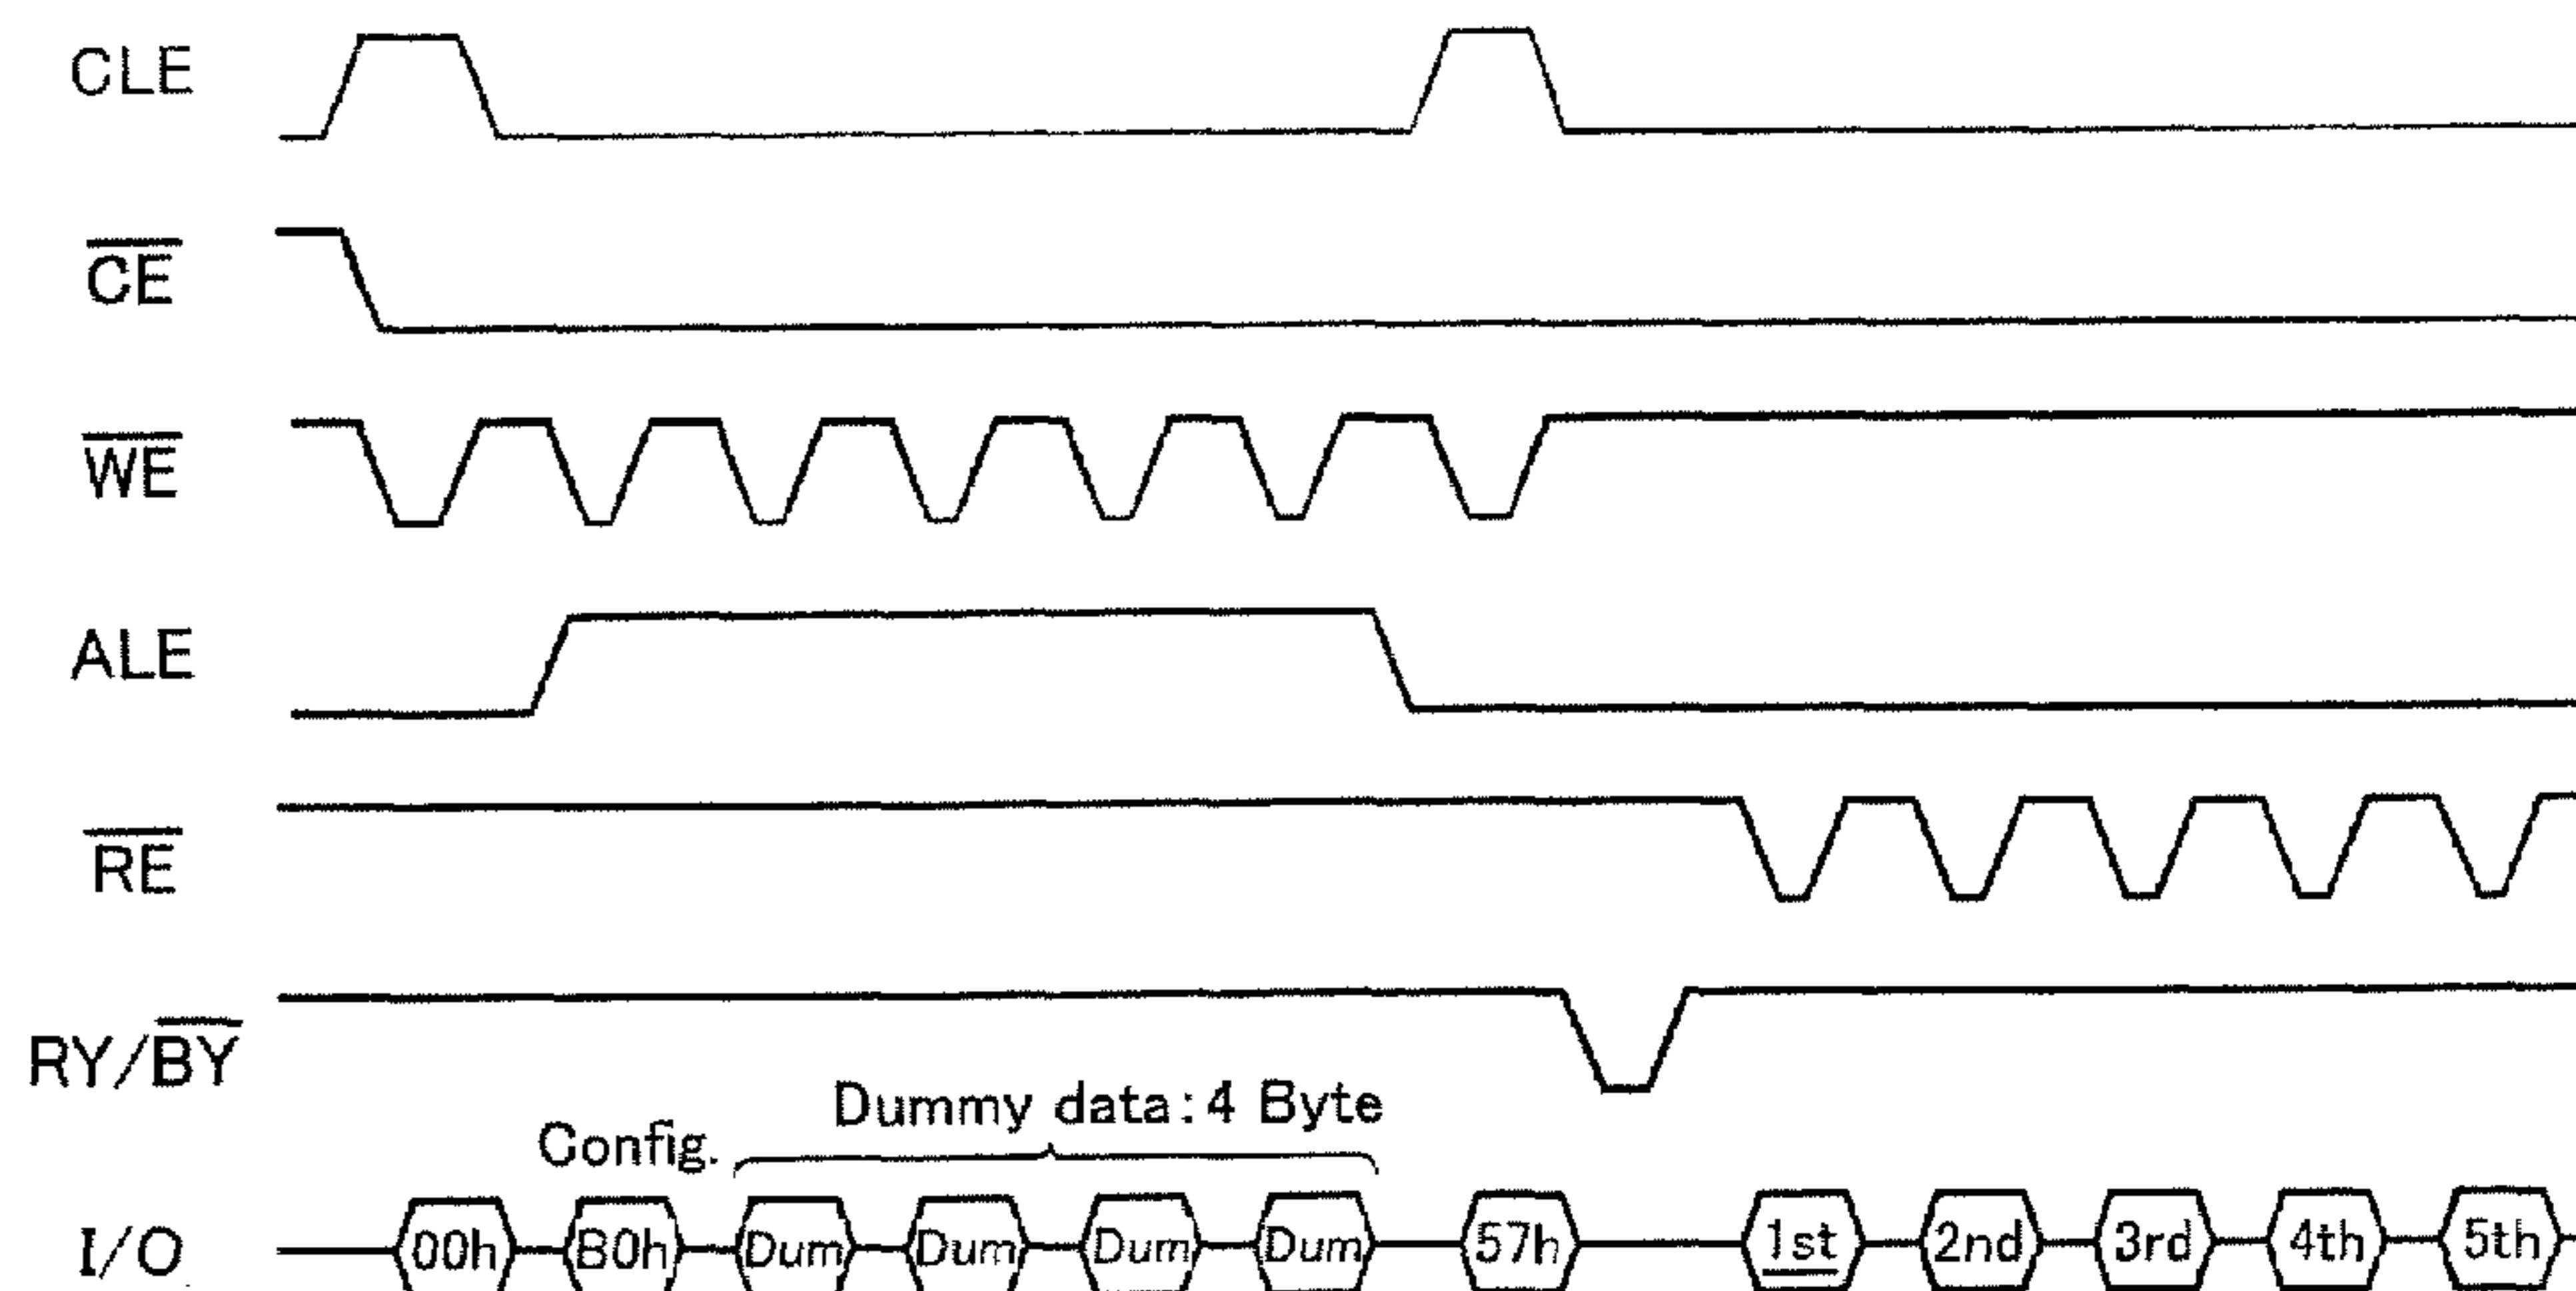 CLE
CE
WE
ALE
RE
RY/BY
Dummy data:4 Byte
Config.
I/O 00h B0h Dum Dum Dum Dum 57h 1st 2nd 3rd 4th 5th